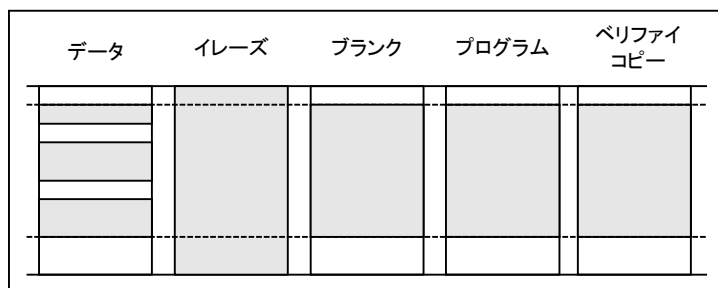 データ
イレーズ
ブランク
プログラム
ベリファイ
コピー